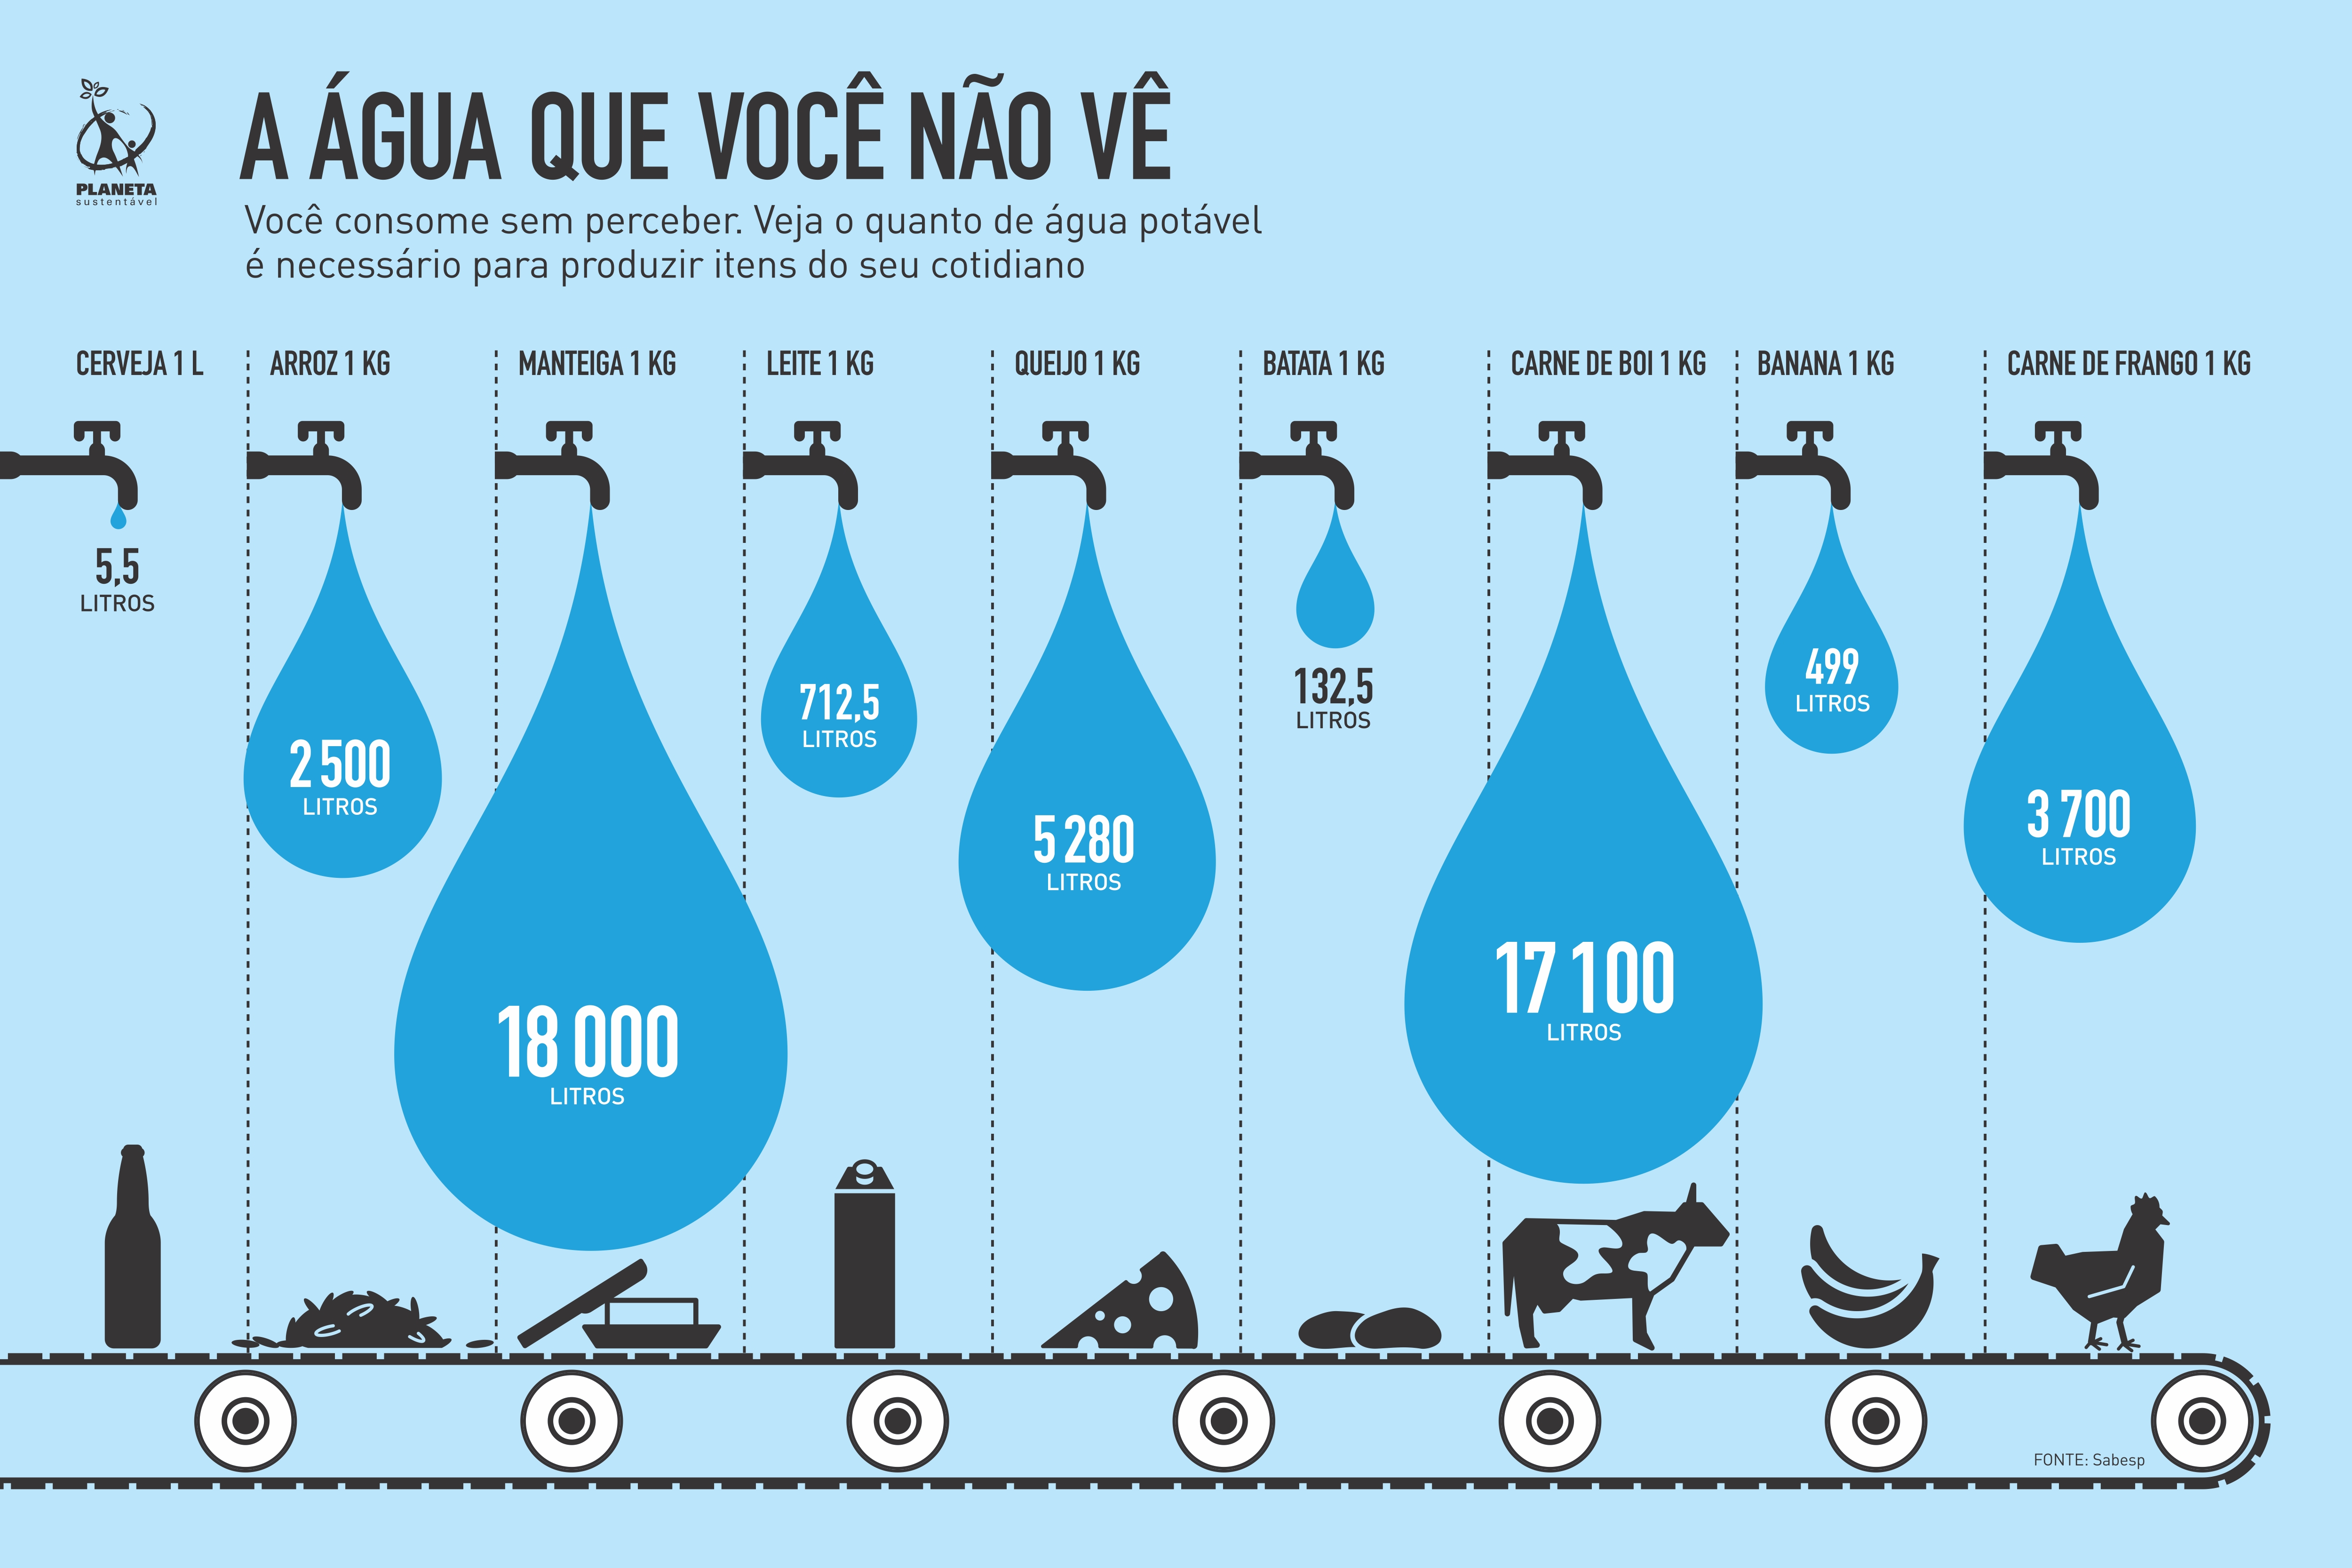 PLANETA
sustentável
A ÁGUA QUE VOCÊ NÃO VÊ
Você consome sem perceber. Veja o quanto de água potável
é necessário para produzir itens do seu cotidiano
CERVEJA 1 L
5,5
LITROS
ARROZ 1 KG
2 500
LITROS
MANTEIGA 1 KG
18 000
LITROS
LEITE 1 KG
712,5
LITROS
QUEIJO 1 KG
5 280
LITROS
BATATA 1 KG
132,5
LITROS
CARNE DE BOI 1 KG
17 100
LITROS
BANANA 1 KG
499
LITROS
CARNE DE FRANGO 1 KG
3 700
LITROS
FONTE: Sabesp